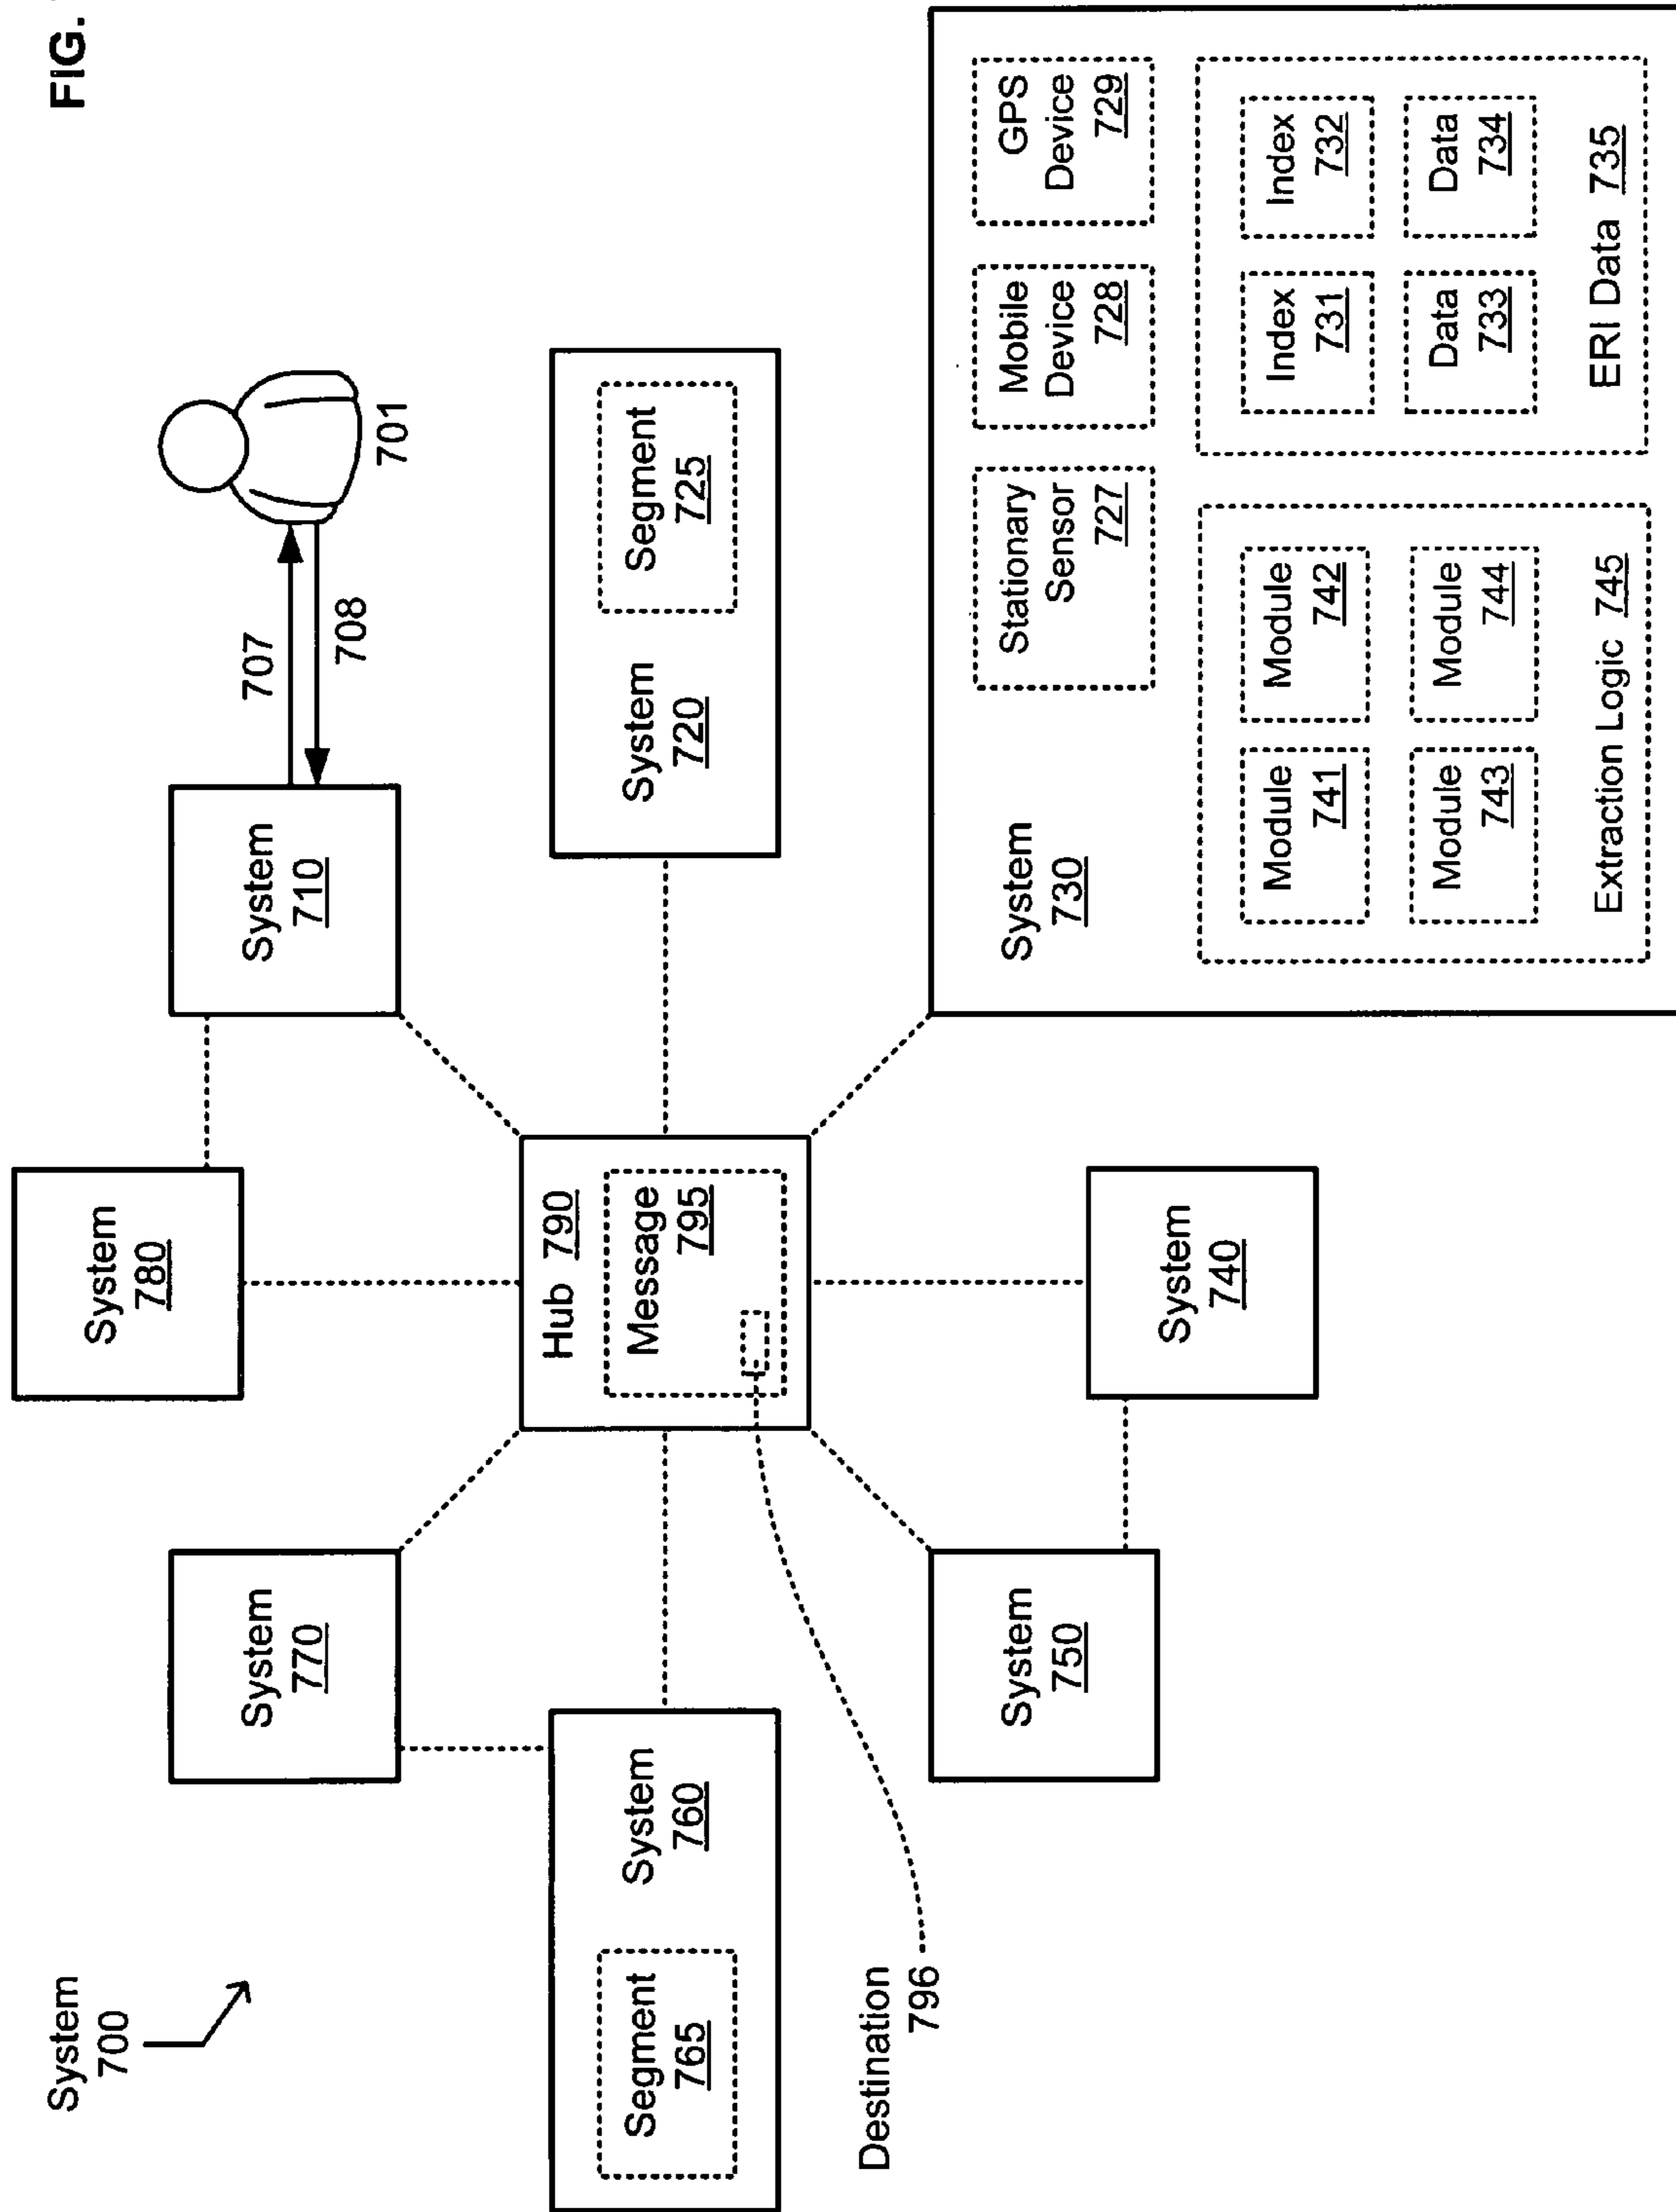 FIG.
System
700
System
780
System
770
System
710
707
708
701
Hub 790
Message
795
System
760
Segment
765
System
720
Segment
725
Destination
796
System
750
System
740
System
730
Stationary
Sensor
727
Mobile
Device
728
GPS
Device
729
Module
741
Module
742
Module
743
Module
744
Extraction Logic 745
Index
731
Index
732
Data
733
Data
734
ERI Data 735